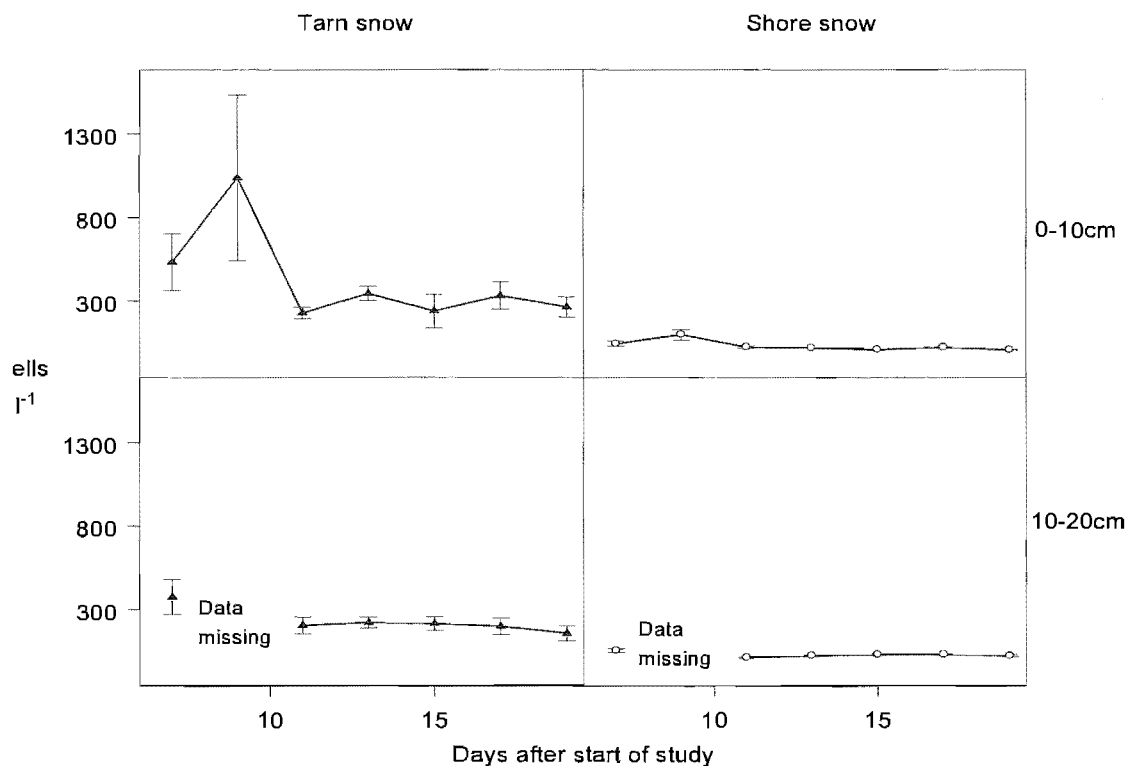 Tarn snow
Shore snow
1300
800
300
0-10cm
ells
l-1
1300
800
300
10-20cm
Data
missing
Data
missing
10
15
10
15
Days after start of study